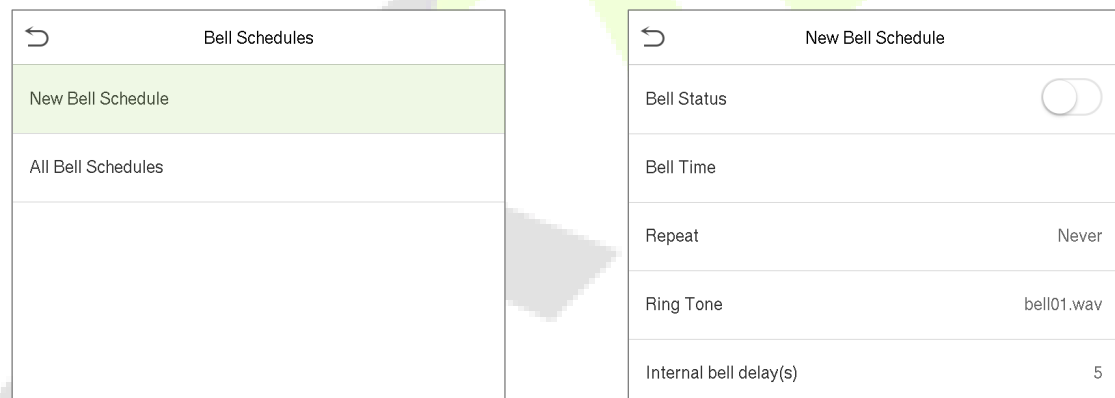 Bell Schedules
New Bell Schedule
All Bell Schedules
New Bell Schedule
Bell Status
Bell Time
Repeat Never
Ring Tone bell01.wav
Internal bell delay(s) 5